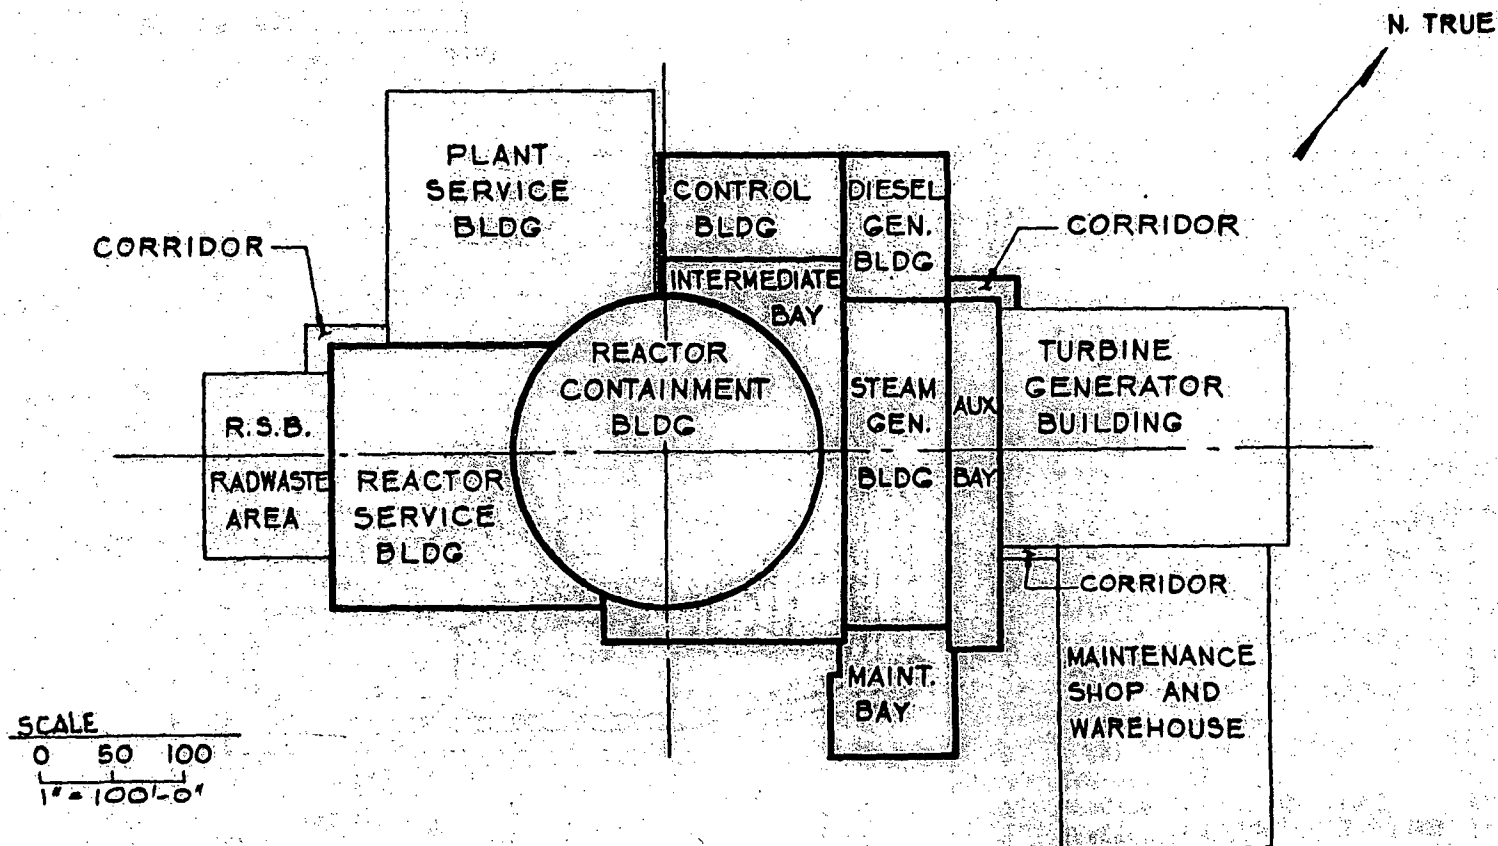 N. TRUE
PLANT
SERVICE
BLDG
CONTROL
BLDG
DIESEL
GEN.
BLDG
CORRIDOR
CORRIDOR
INTERMEDIATE
BAY
REACTOR
CONTAINMENT
BLDG
STEAM
GEN.
BLDG
AUX
BAY
TURBINE
GENERATOR
BUILDING
R.S.B.
RADWASTE
AREA
REACTOR
SERVICE
BLDG
CORRIDOR
MAINT.
BAY
MAINTENANCE
SHOP AND
WAREHOUSE
SCALE
0 50 100
1" = 100'-0"